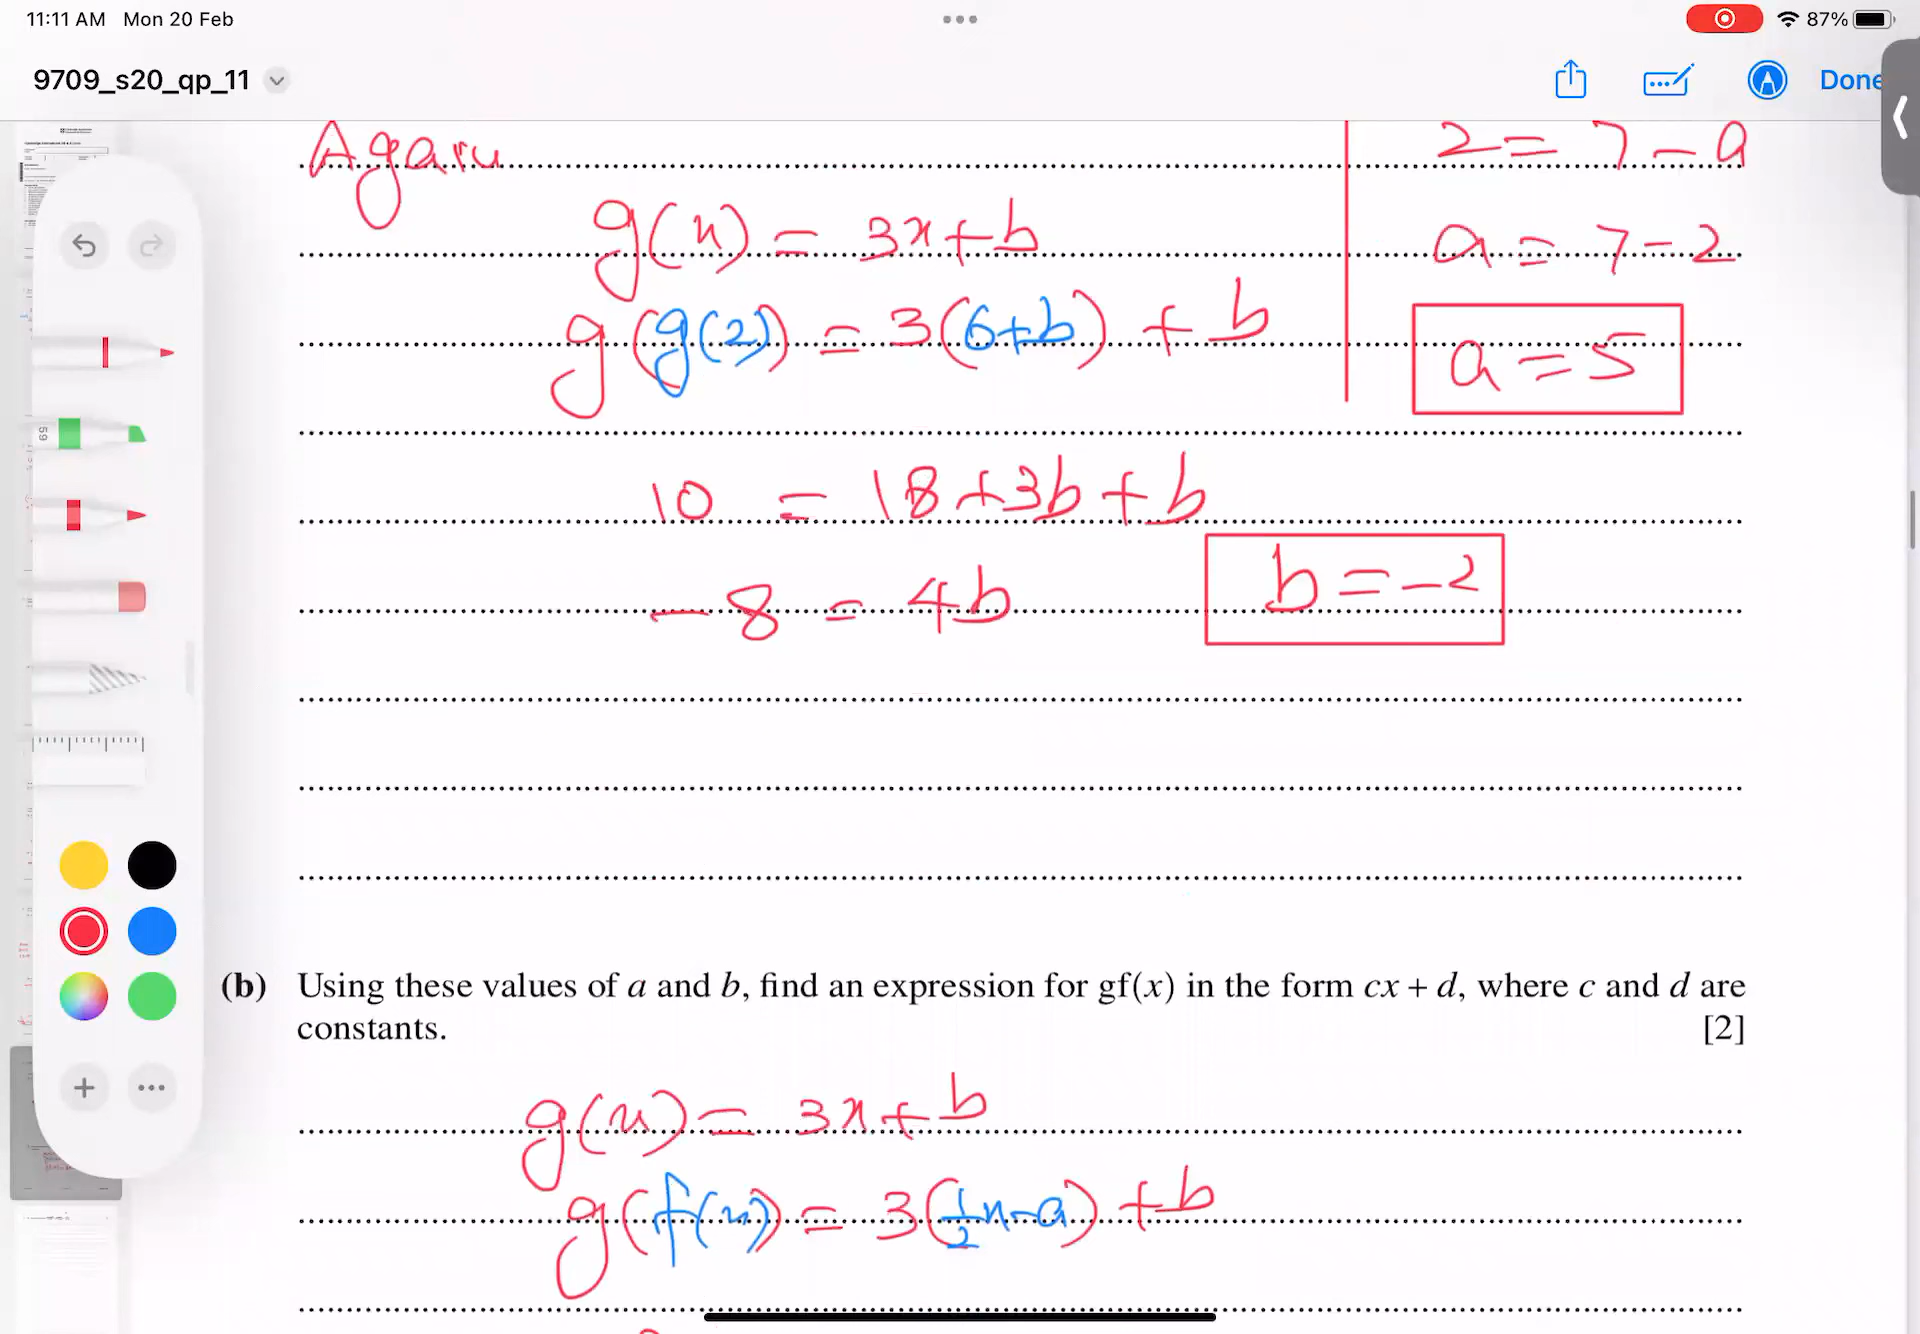 11:11 AM Mon 20 Feb
87%
9709_s20_qp_11
Done
Again
2 = 7 - a
g(x) = 3x + b
a = 7 - 2
g(g(2)) = 3(6+b) + b
a = 5
10 = 18 + 3b + b
-8 = 4b
b = -2
59
(b) Using these values of a and b, find an expression for gf(x) in the form cx + d, where c and d are
constants. [2]
g(x) = 3x + b
g(f(x)) = 3(1/2x - a) + b